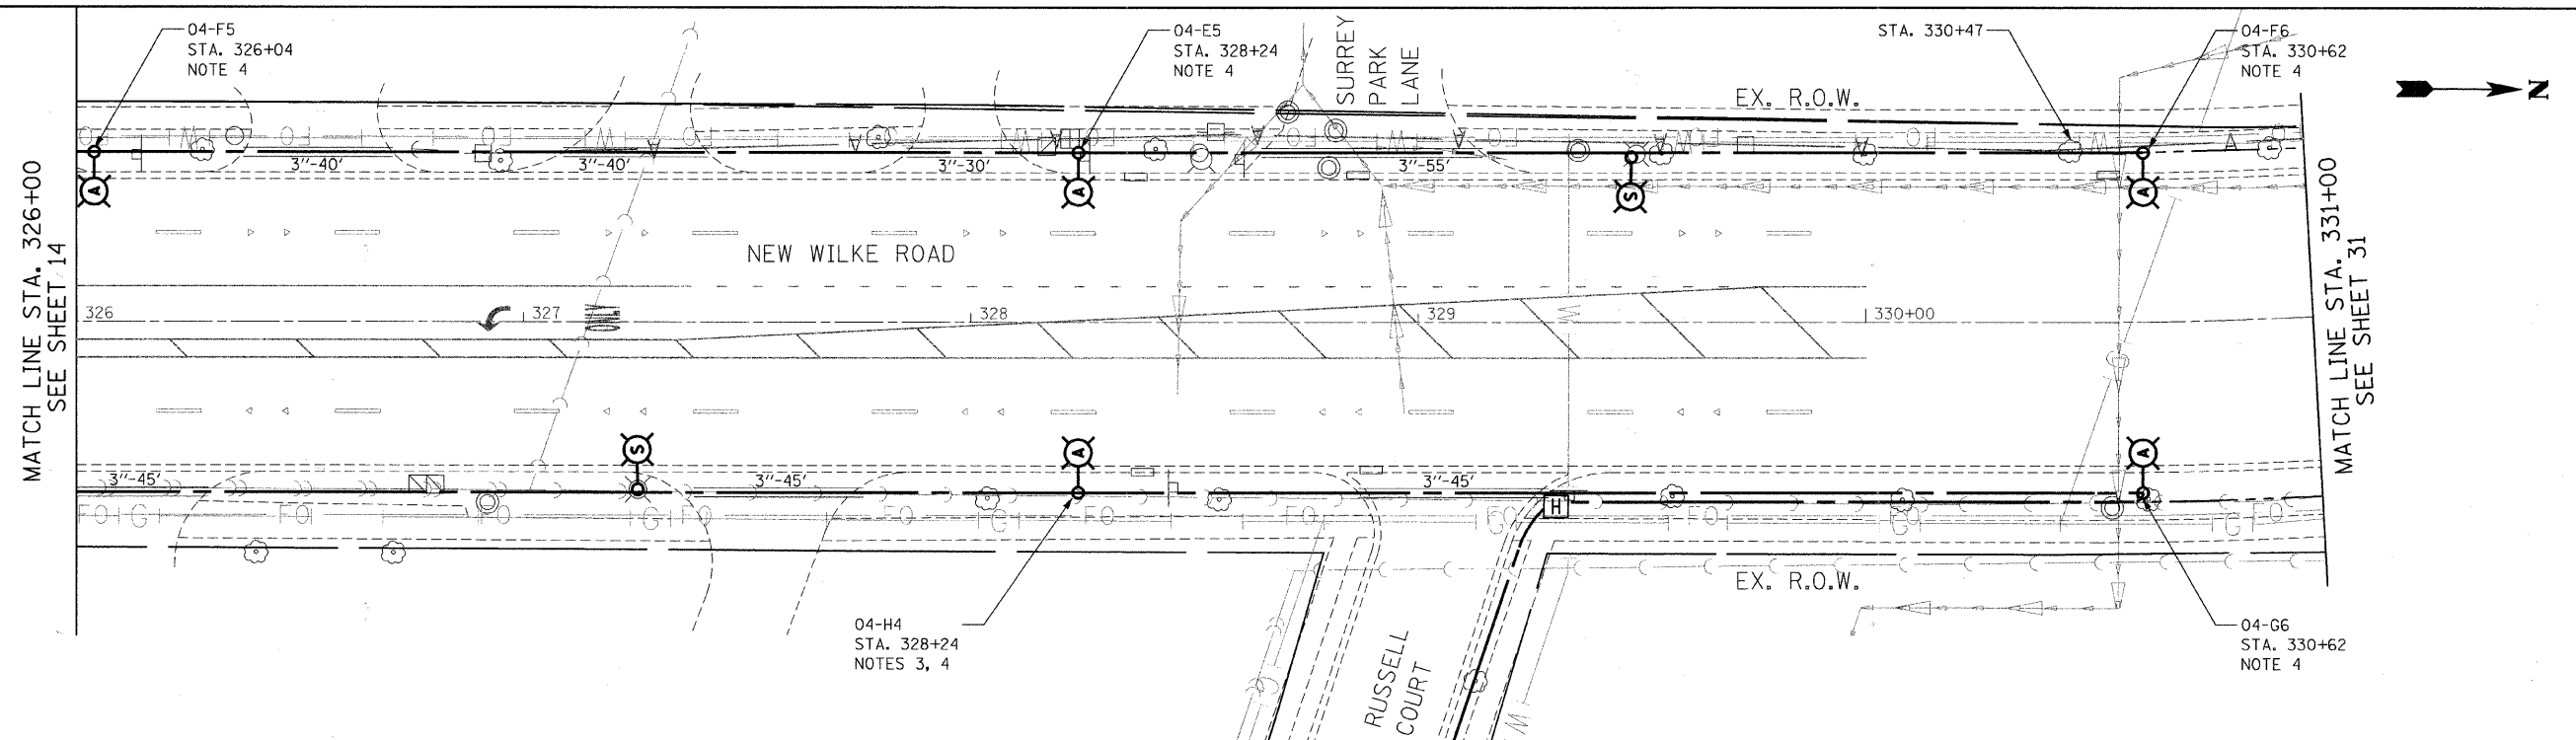 04-F5
STA. 326+04
NOTE 4
04-E5
STA. 328+24
NOTE 4
SURREY
PARK
LANE
STA. 330+47
04-F6
STA. 330+62
NOTE 4
EX. R.O.W.
N
3"-40'
3"-40'
3"-30'
3"-55'
A
A
S
A
MATCH LINE STA. 326+00
SEE SHEET 14
NEW WILKE ROAD
326
327
328
329
330+00
MATCH LINE STA. 331+00
SEE SHEET 31
S
A
A
3"-45'
3"-45'
3"-45'
H
EX. R.O.W.
04-H4
STA. 328+24
NOTES 3, 4
RUSSELL
COURT
04-G6
STA. 330+62
NOTE 4